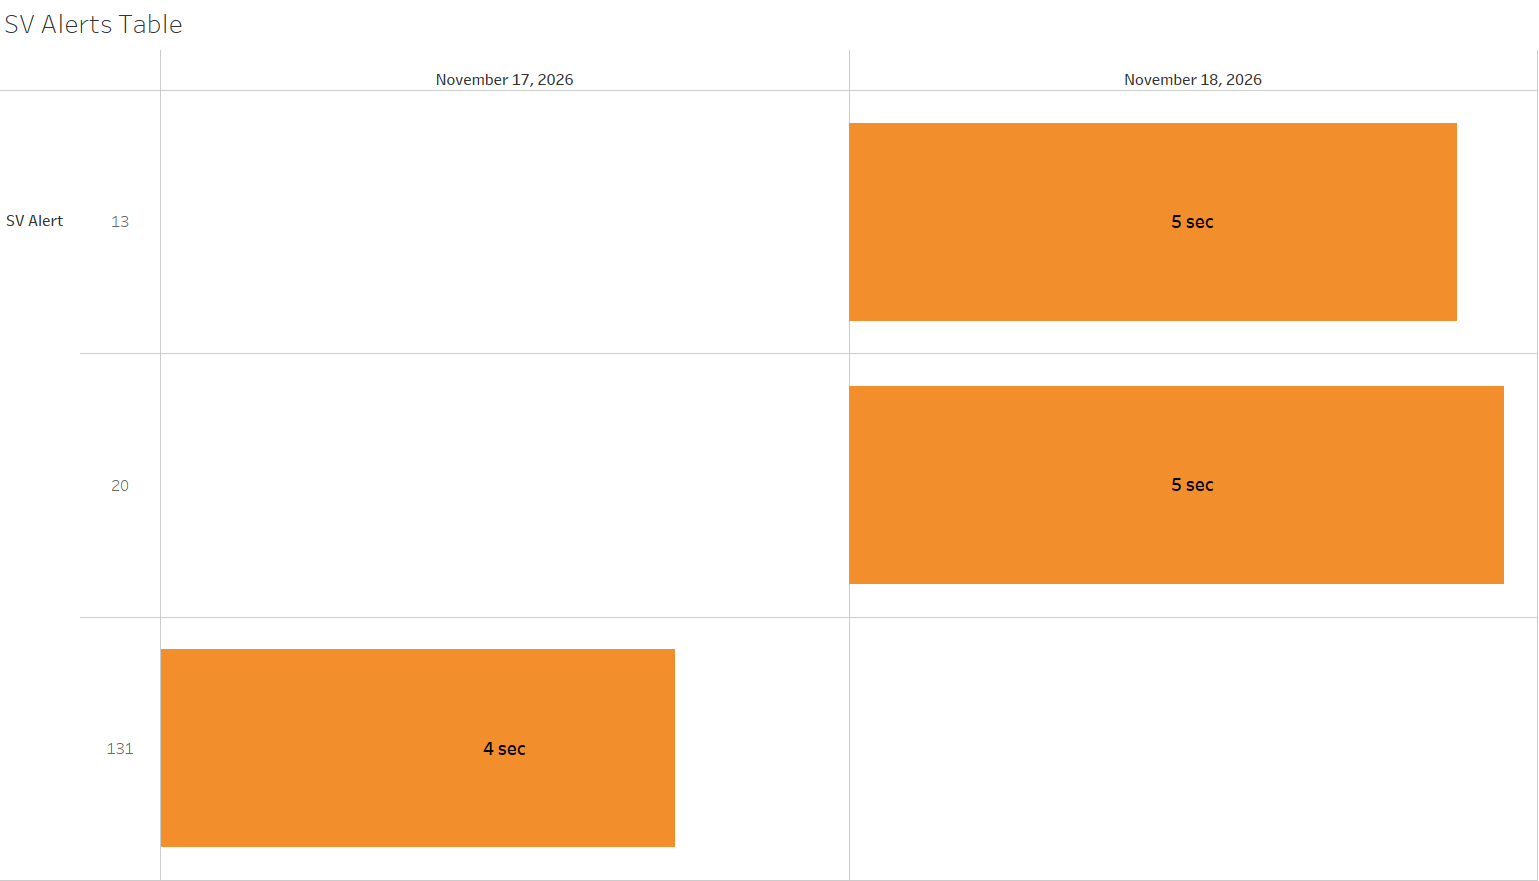 SV Alerts Table
November 17, 2026
November 18, 2026
SV Alert
13
5 sec
20
5 sec
131
4 sec